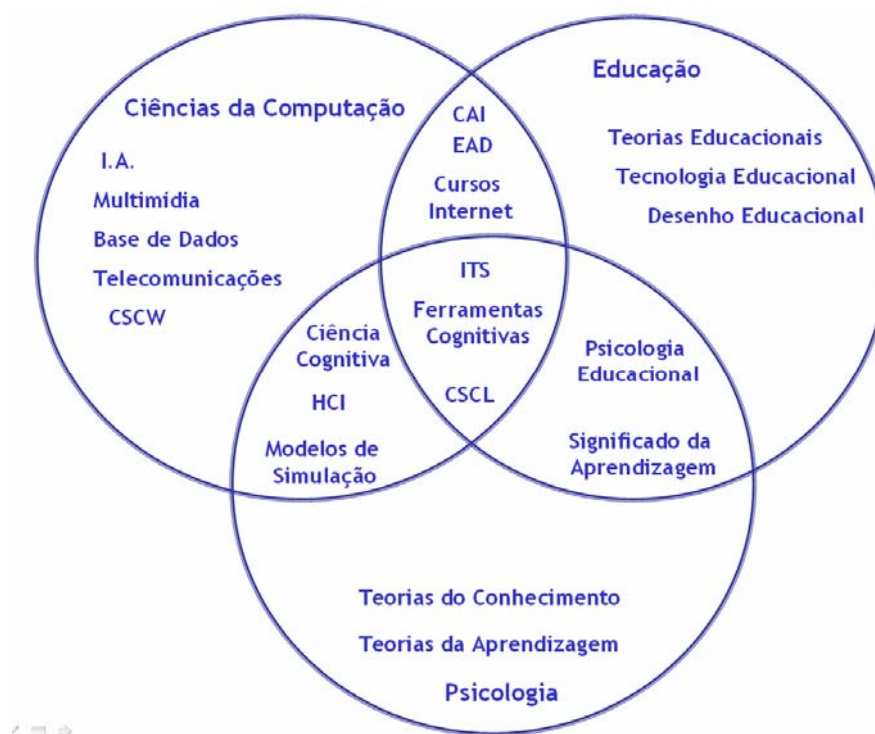 Ciências da Computação
I.A.
Multimídia
Base de Dados
Telecomunicações
CSCW
CAI
EAD
Cursos
Internet
Educação
Teorias Educacionais
Tecnologia Educacional
Desenho Educacional
ITS
Ferramentas
Cognitivas
CSCL
Ciência
Cognitiva
HCI
Modelos de
Simulação
Psicologia
Educacional
Significado da
Aprendizagem
Teorias do Conhecimento
Teorias da Aprendizagem
Psicologia